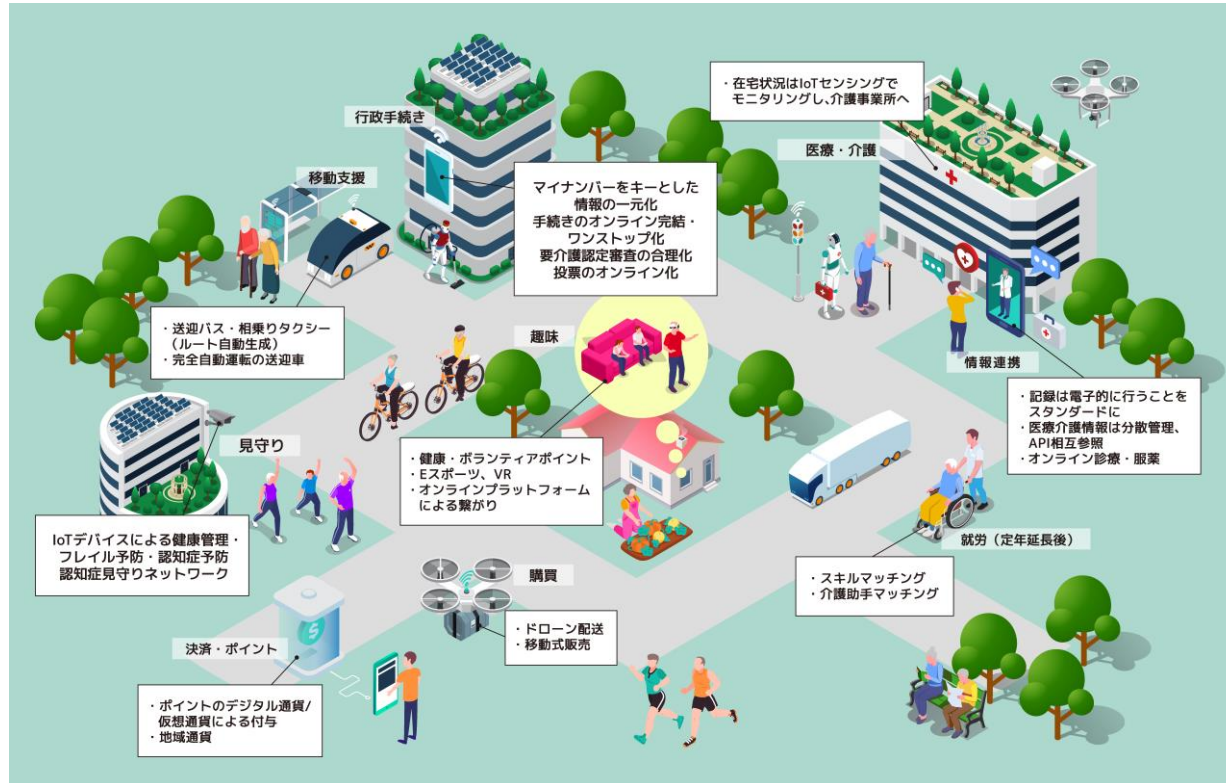 ・在宅状況はIoTセンシングで
モニタリングし、介護事業所へ
行政手続き
医療・介護
移動支援
マイナンバーをキーとした
情報の一元化
手続きのオンライン完結・
ワンストップ化
要介護認定審査の合理化
投票のオンライン化
・送迎バス・相乗りタクシー
（ルート自動生成）
・完全自動運転の送迎車
趣味
情報連携
・記録は電子的に行うことを
スタンダードに
・医療介護情報は分散管理、
API相互参照
・オンライン診療・服薬
見守り
・健康・ボランティアポイント
・Eスポーツ、VR
・オンラインプラットフォーム
による繋がり
IoTデバイスによる健康管理・
フレイル予防・認知症予防
認知症見守りネットワーク
就労（定年延長後）
・スキルマッチング
・介護助手マッチング
購買
・ドローン配送
・移動式販売
決済・ポイント
・ポイントのデジタル通貨/
仮想通貨による付与
・地域通貨